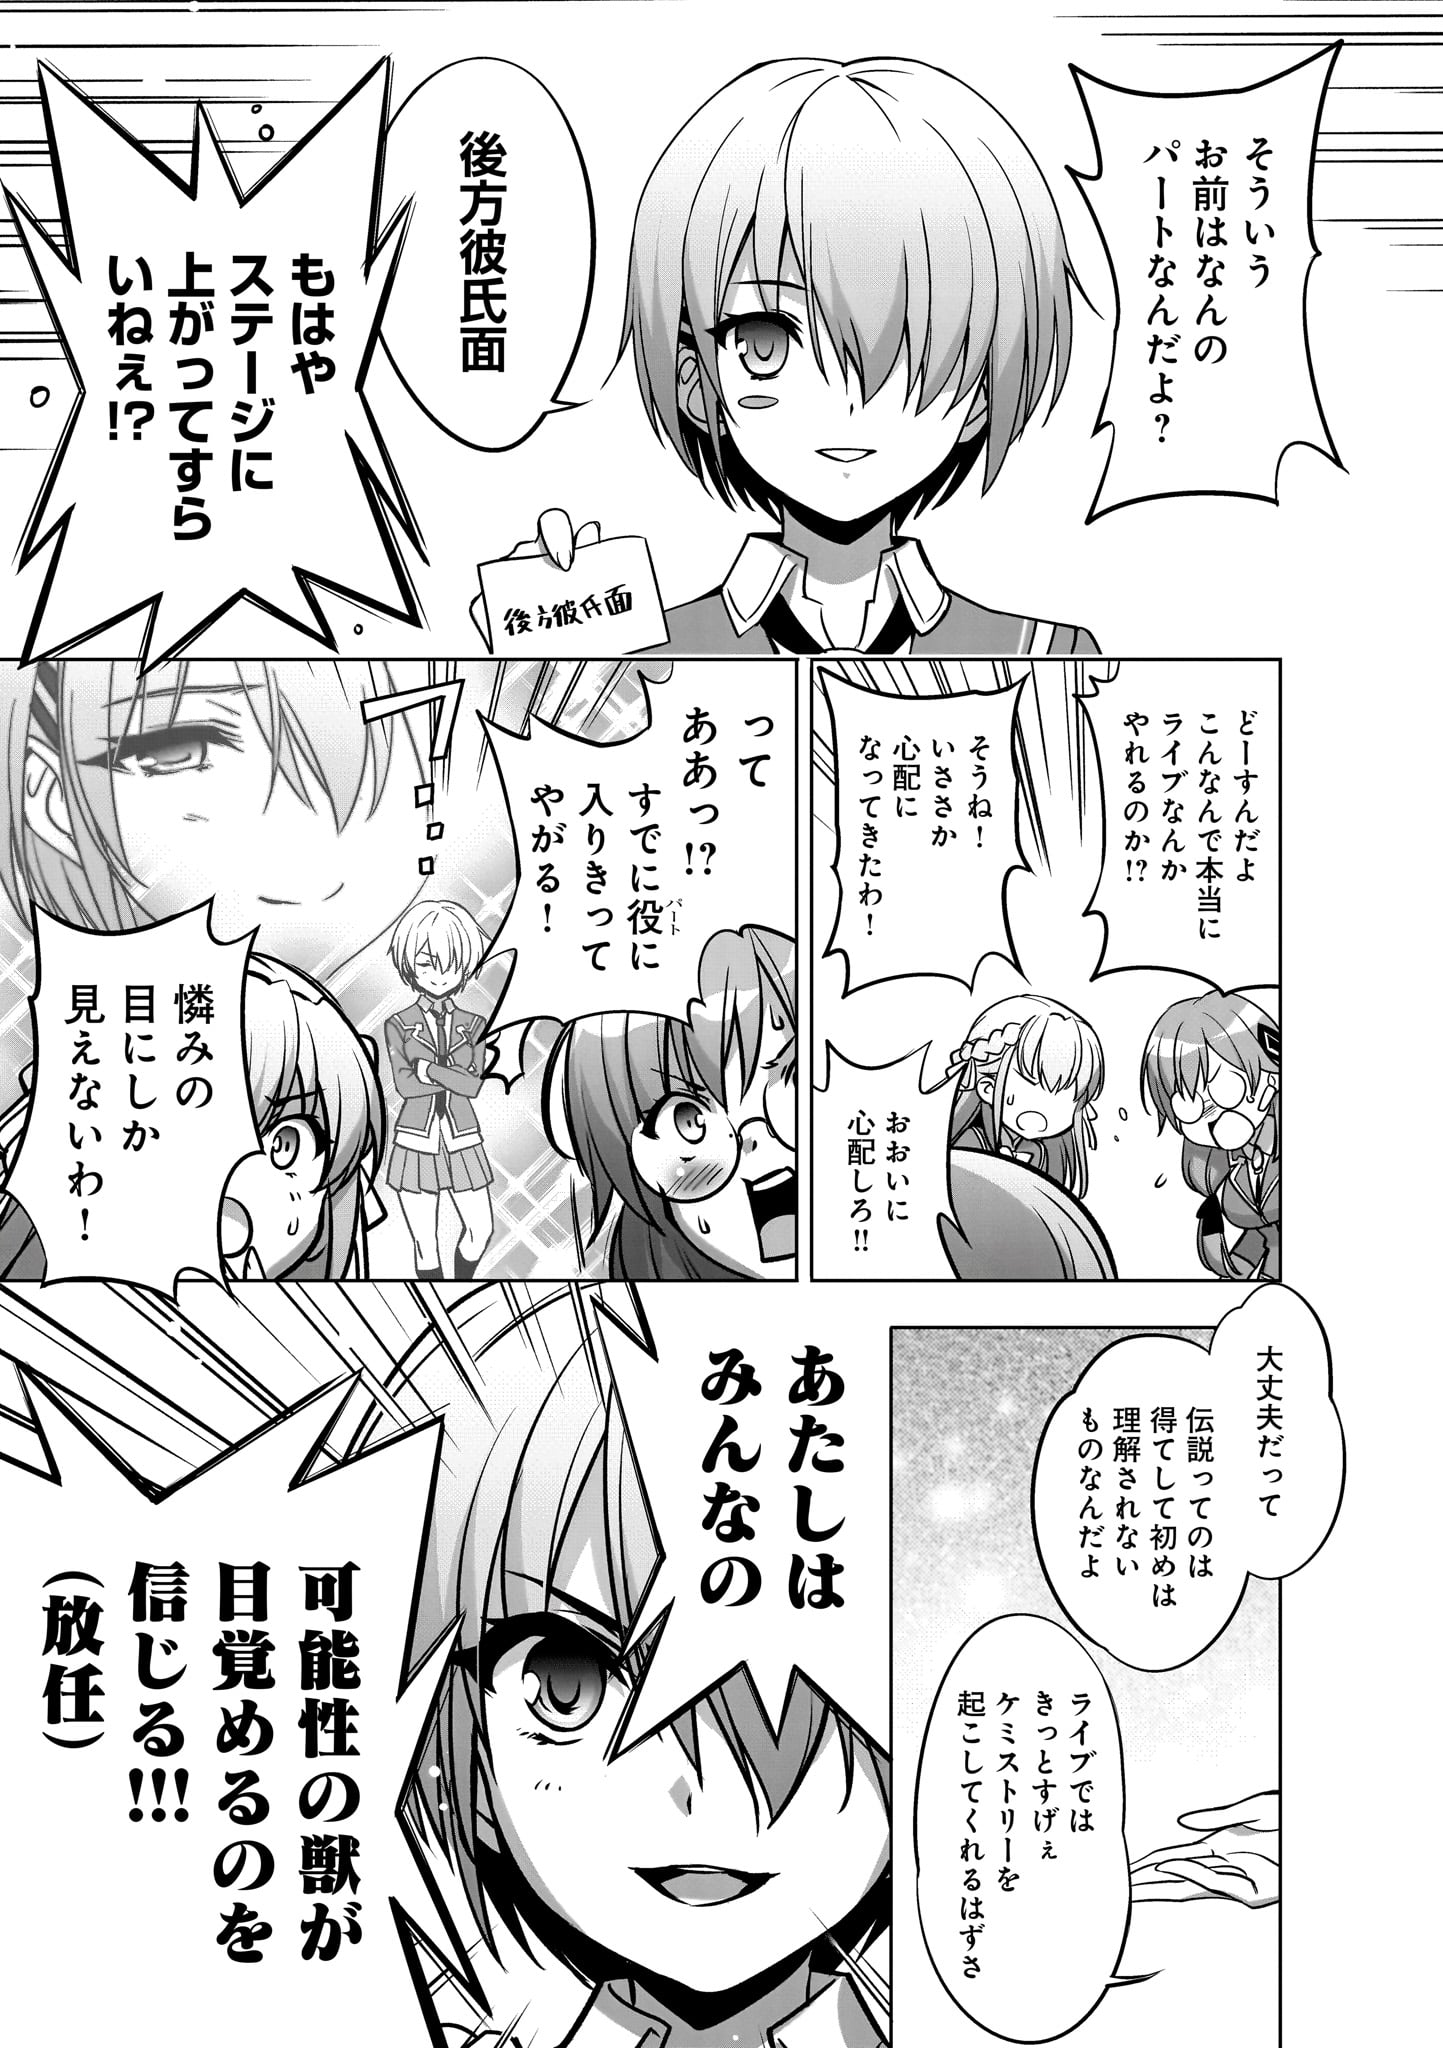 そういう
お前はなんの
パートなんだよ?
後方彼氏面
後方彼氏面
もはや
ステージに
上がってすら
いねぇ!?
どーすんだよ
こんなんで本当に
ライブなんか
やれるのか!?
そうね!
いささか
心配に
なってきたわ!
おおいに
心配しろ!!
って
ああっ!?
すでに役に
パート
入りきって
やがる!
フッ…
憐みの
目にしか
見えないわ!
大丈夫だって
伝説ってのは
得てして初めは
理解されない
ものなんだよ
ライブでは
きっとすげぇ
ケミストリーを
起こしてくれるはずさ
あたしは
みんなの
可能性の獣が
目覚めるのを
信じる!!!
(放任)